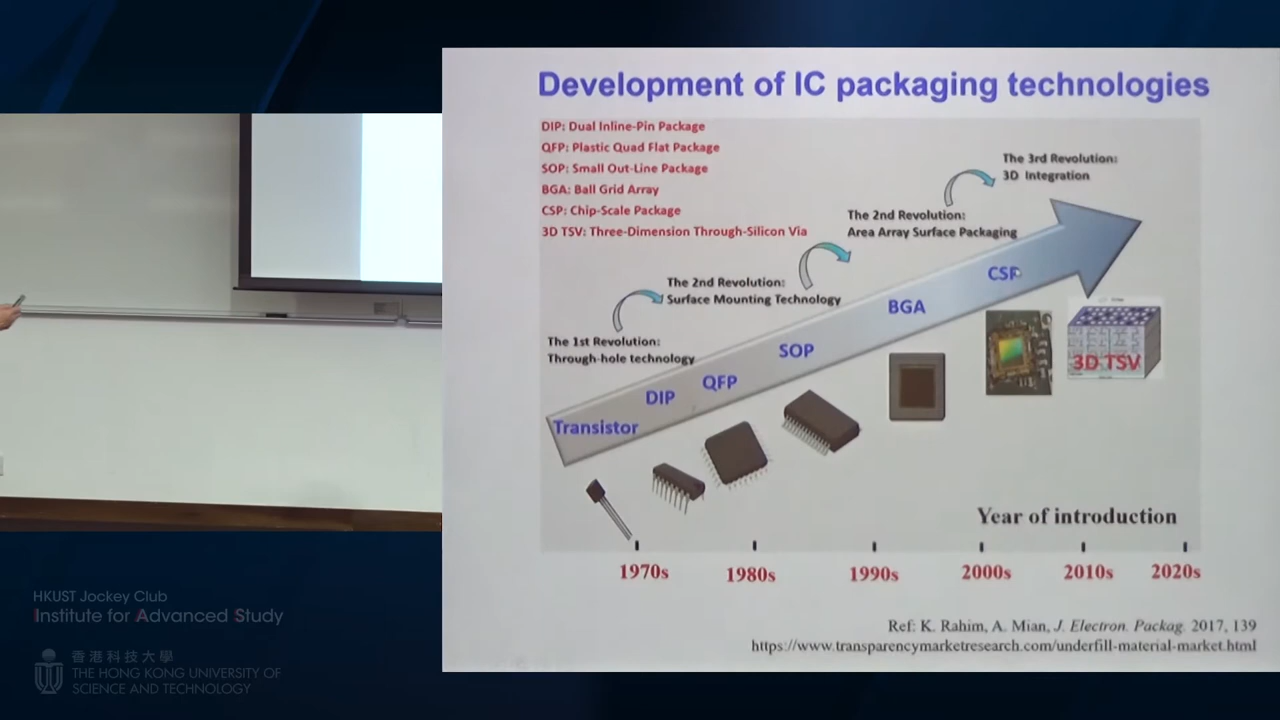 Development of IC packaging technologies
DIP: Dual Inline-Pin Package
QFP: Plastic Quad Flat Package
SOP: Small Out-Line Package
BGA: Ball Grid Array
CSP: Chip-Scale Package
3D TSV: Three-Dimension Through-Silicon Via
The 3rd Revolution:
3D Integration
The 2nd Revolution:
Area Array Surface Packaging
The 2nd Revolution:
Surface Mounting Technology
The 1st Revolution:
Through-hole technology
Transistor
DIP
QFP
SOP
BGA
CSP
3D TSV
Year of introduction
1970s
1980s
1990s
2000s
2010s
2020s
Ref: K. Rahim, A. Mian, J. Electron. Packag. 2017, 139
https://www.transparencymarketresearch.com/underfill-material-market.html
HKUST Jockey Club
Institute for Advanced Study
香港科技大學
THE HONG KONG UNIVERSITY OF
SCIENCE AND TECHNOLOGY